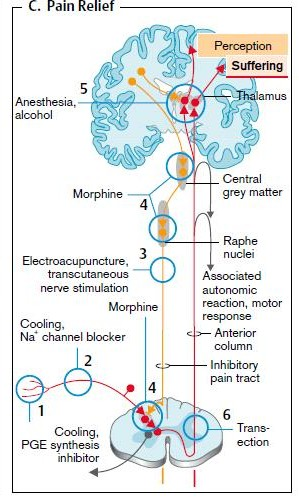 C. Pain Relief
Perception
Suffering
5
Anesthesia,
alcohol
Thalamus
Morphine
4
Central
grey matter
3
Raphe
nuclei
Electroacupuncture,
transcutaneous
nerve stimulation
Associated
autonomic
reaction, motor
response
Morphine
Cooling,
Na⁺ channel blocker
Anterior
column
2
Inhibitory
pain tract
4
1
6
Trans-
ection
Cooling,
PGE synthesis
inhibitor